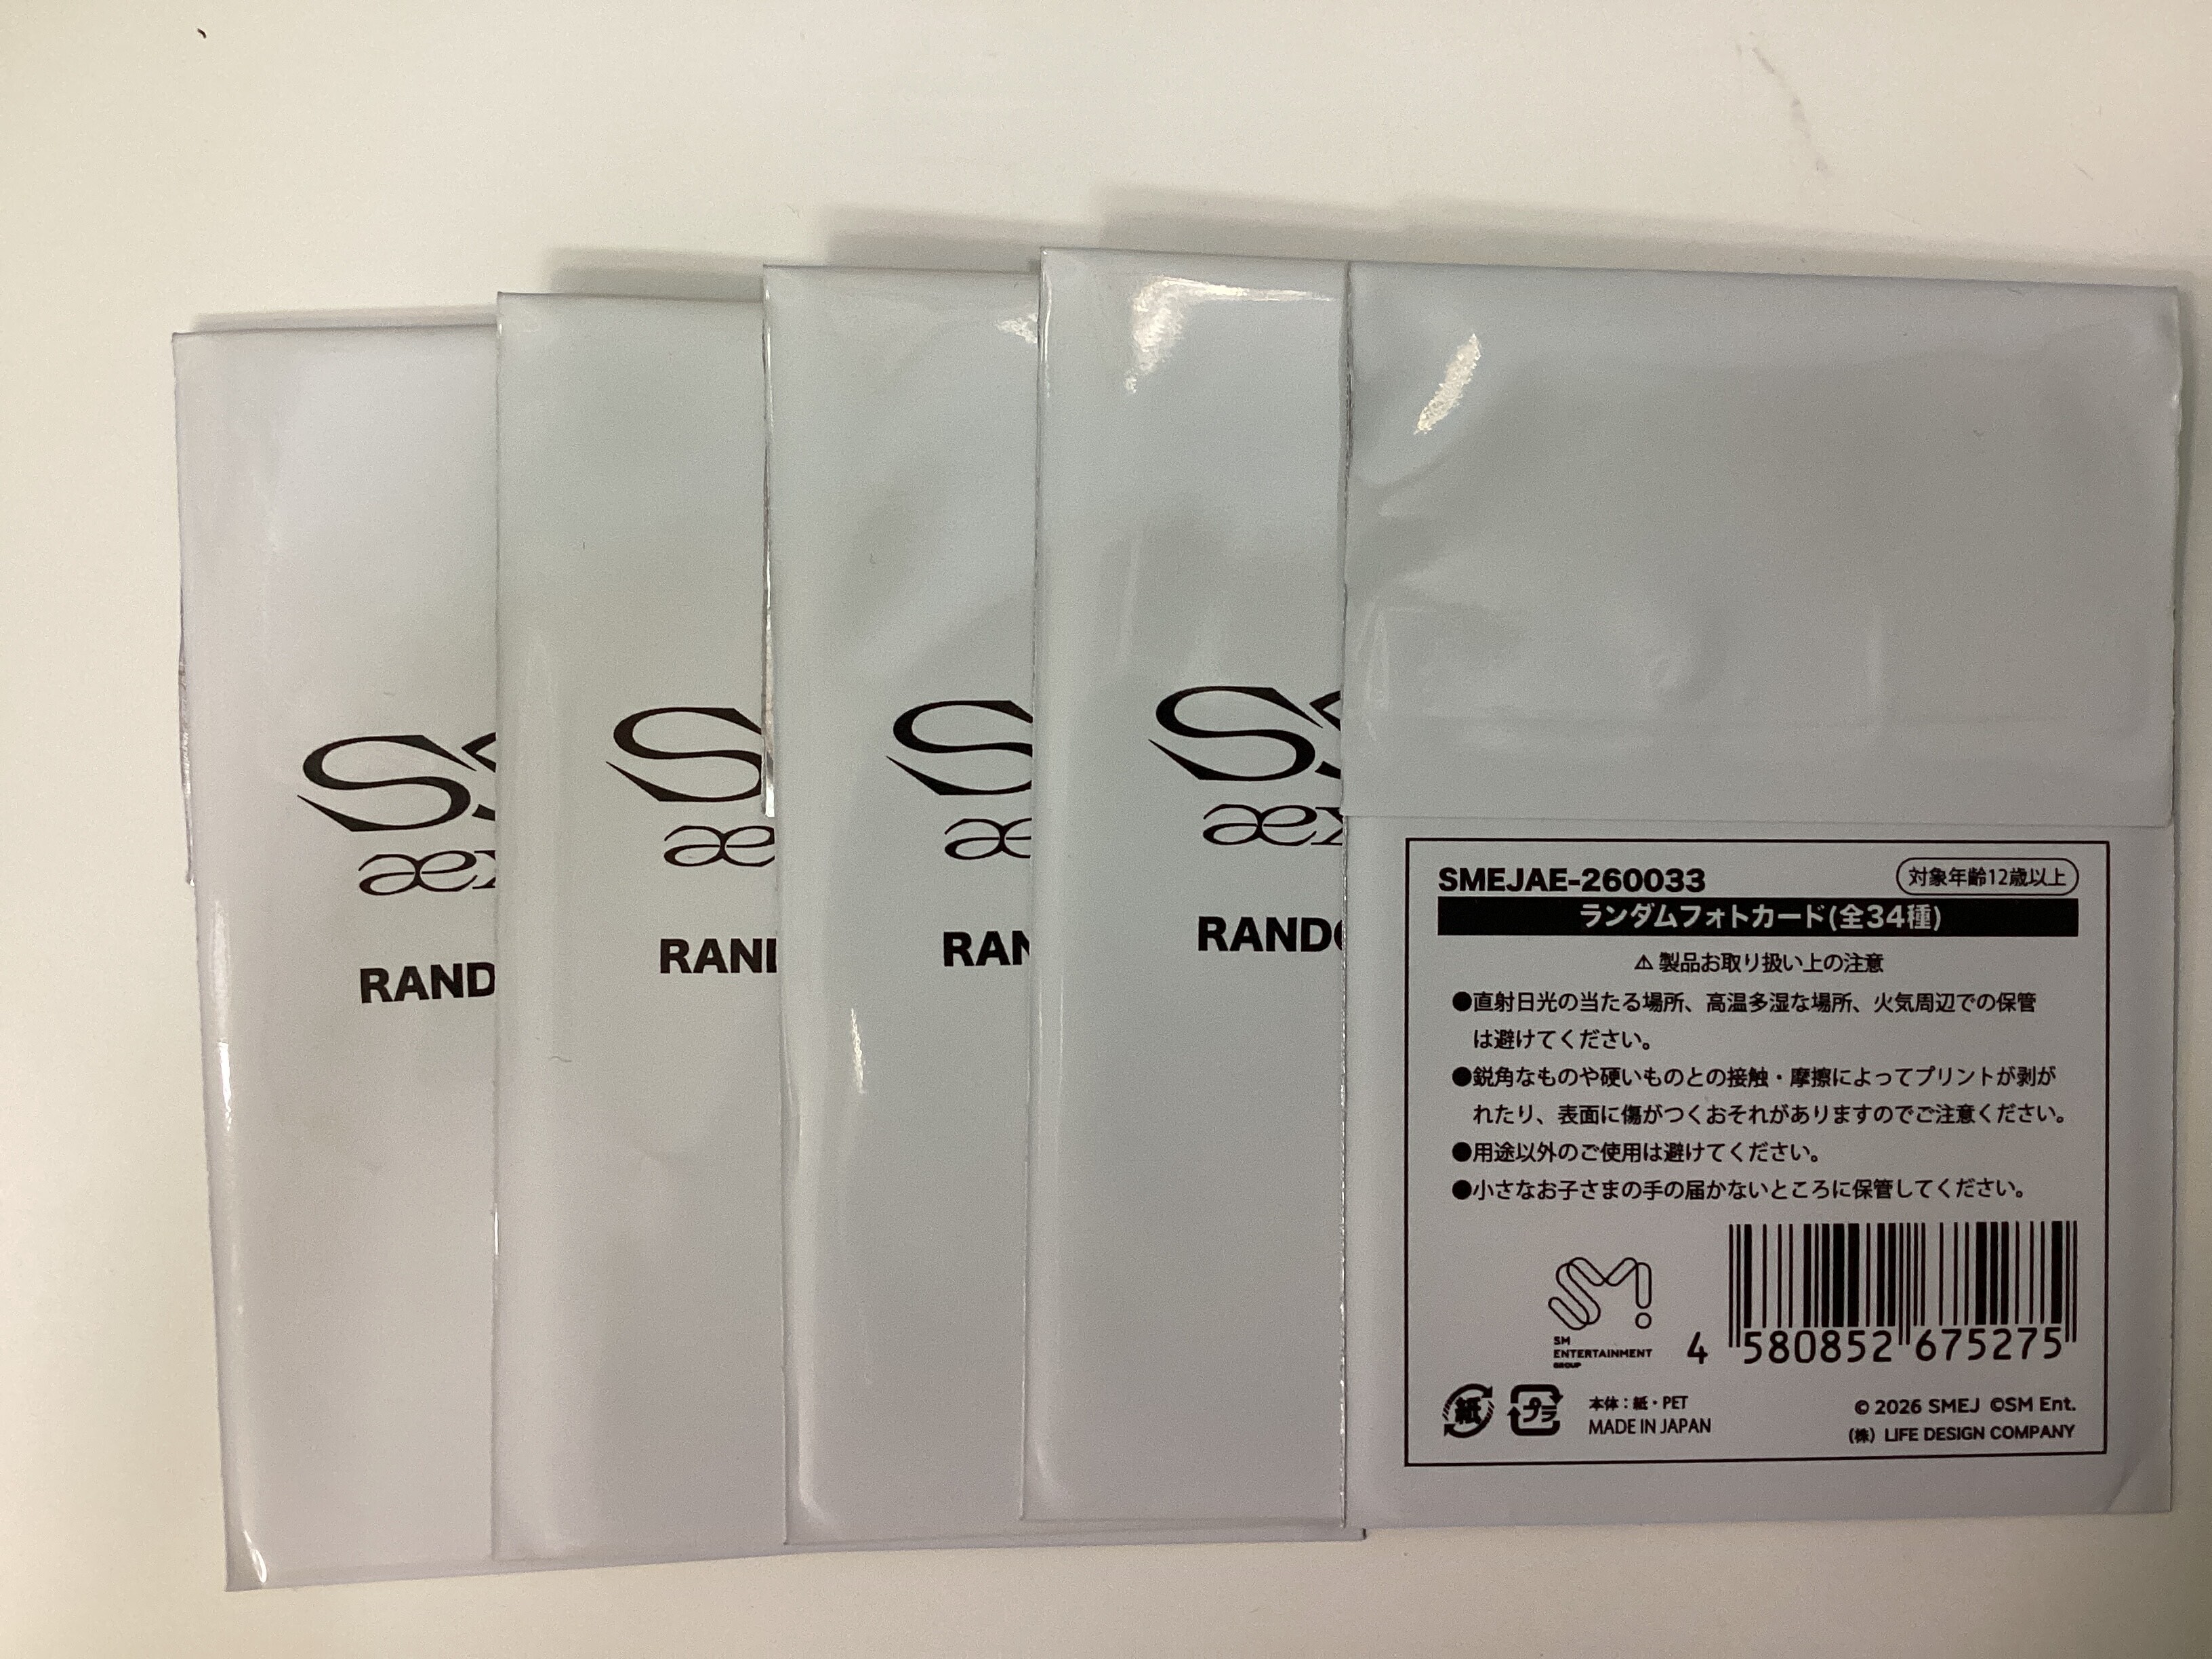 RAND
RAND
RAN
RANDO
SMEJAE-260033
対象年齢12歳以上
ランダムフォトカード(全34種)
⚠製品お取り扱い上の注意
●直射日光の当たる場所、高温多湿な場所、火気周辺での保管
は避けてください。
●鋭角なものや硬いものとの接触・摩擦によってプリントが剥が
れたり、表面に傷がつくおそれがありますのでご注意ください。
●用途以外のご使用は避けてください。
●小さなお子さまの手の届かないところに保管してください。
SM
ENTERTAINMENT
GROUP
4 580852 675275
紙
プラ
本体：紙・PET
MADE IN JAPAN
© 2026 SMEJ ©SM Ent.
(株) LIFE DESIGN COMPANY